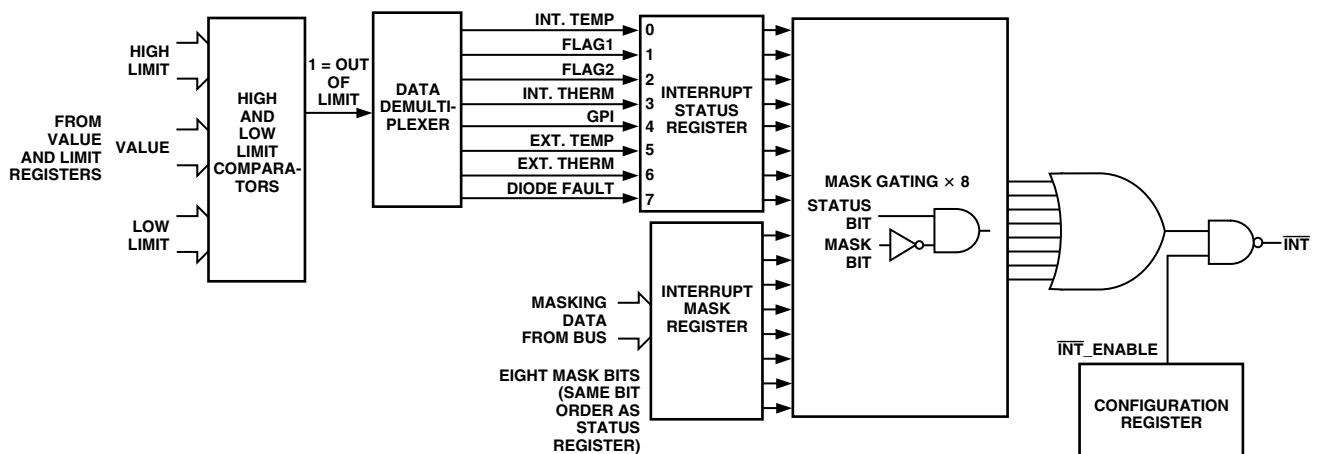 FROM
VALUE
AND LIMIT
REGISTERS
HIGH
LIMIT
VALUE
LOW
LIMIT
HIGH
AND
LOW
LIMIT
COMPARA-
TORS
1 = OUT
OF
LIMIT
DATA
DEMULTI-
PLEXER
INT. TEMP
FLAG1
FLAG2
INT. THERM
GPI
EXT. TEMP
EXT. THERM
DIODE FAULT
0
1
2
3
4
5
6
7
INTERRUPT
STATUS
REGISTER
MASKING
DATA
FROM BUS
EIGHT MASK BITS
(SAME BIT
ORDER AS
STATUS
REGISTER)
INTERRUPT
MASK
REGISTER
MASK GATING × 8
STATUS
BIT
MASK
BIT
I̅N̅T̅
I̅N̅T̅_ENABLE
CONFIGURATION
REGISTER